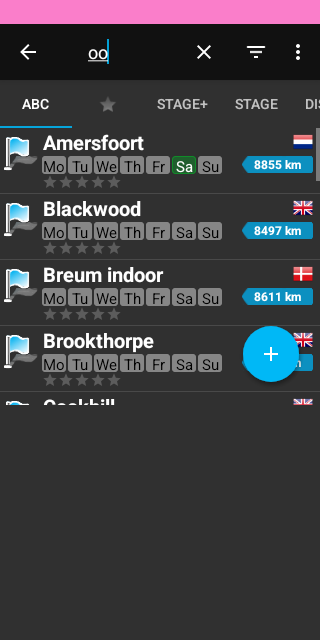 oo
ABC STAGE+ STAGE DIS
Amersfoort
Mo Tu We Th Fr Sa Su 8855 km
Blackwood
Mo Tu We Th Fr Sa Su 8497 km
Breum indoor
Mo Tu We Th Fr Sa Su 8611 km
Brookthorpe
Mo Tu We Th Fr Sa Su